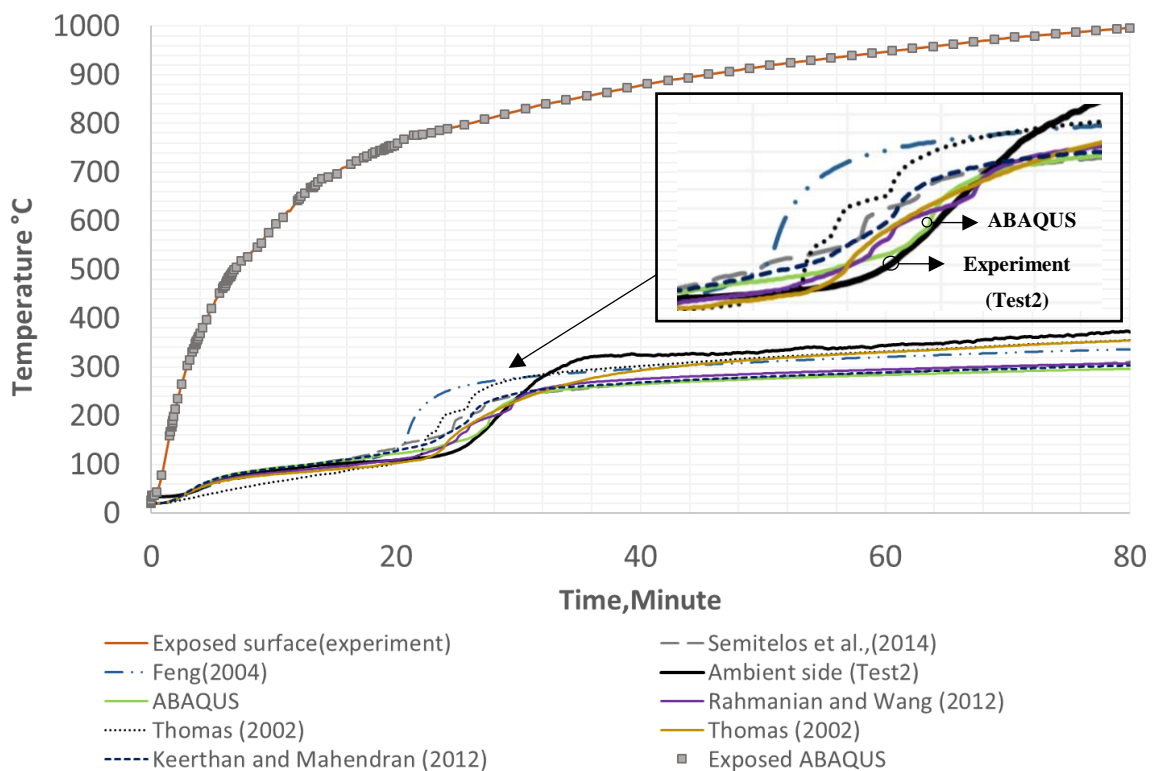 1000
900
800
700
600
500
400
300
200
100
0
Temperature °C
ABAQUS
Experiment
(Test2)
0 20 40 60 80
Time,Minute
Exposed surface(experiment) Semitelos et al.,(2014)
Feng(2004) Ambient side (Test2)
ABAQUS Rahmanian and Wang (2012)
Thomas (2002) Thomas (2002)
Keerthan and Mahendran (2012) Exposed ABAQUS